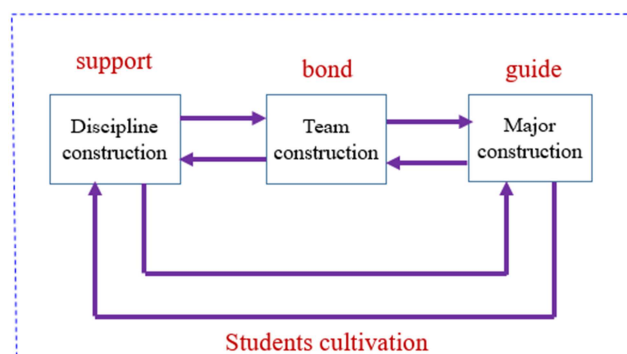 support
bond
guide
Discipline
construction
Team
construction
Major
construction
Students cultivation